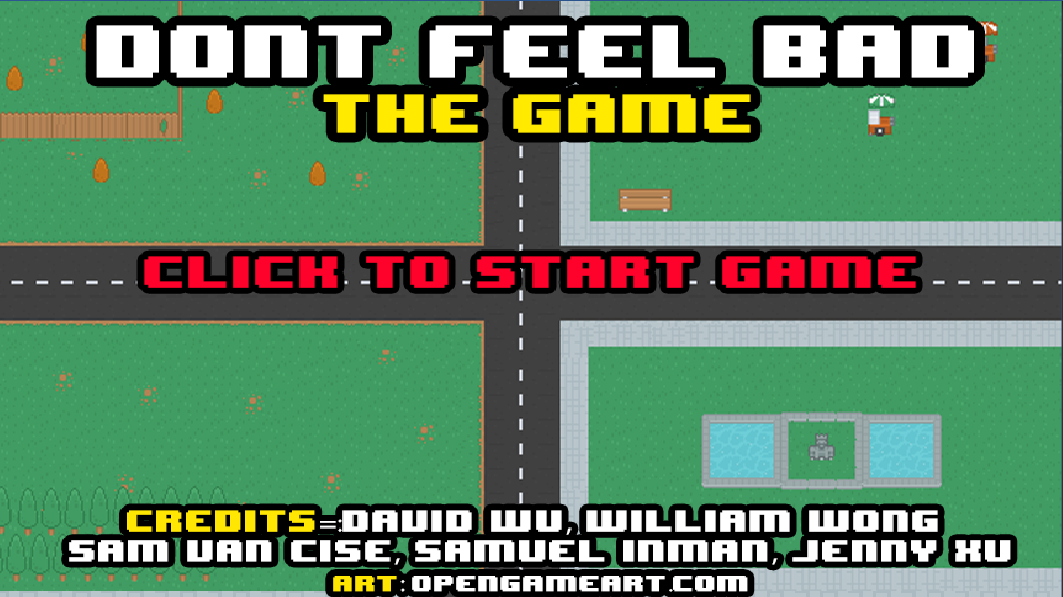 DONT FEEL BAD
THE GAME
CLICK TO START GAME
CREDITS=:DAVID WU, WILLIAM WONG
SAM VAN CISE, SAMUEL INMAN, JENNY XU
ART:OPENGAMEART.COM